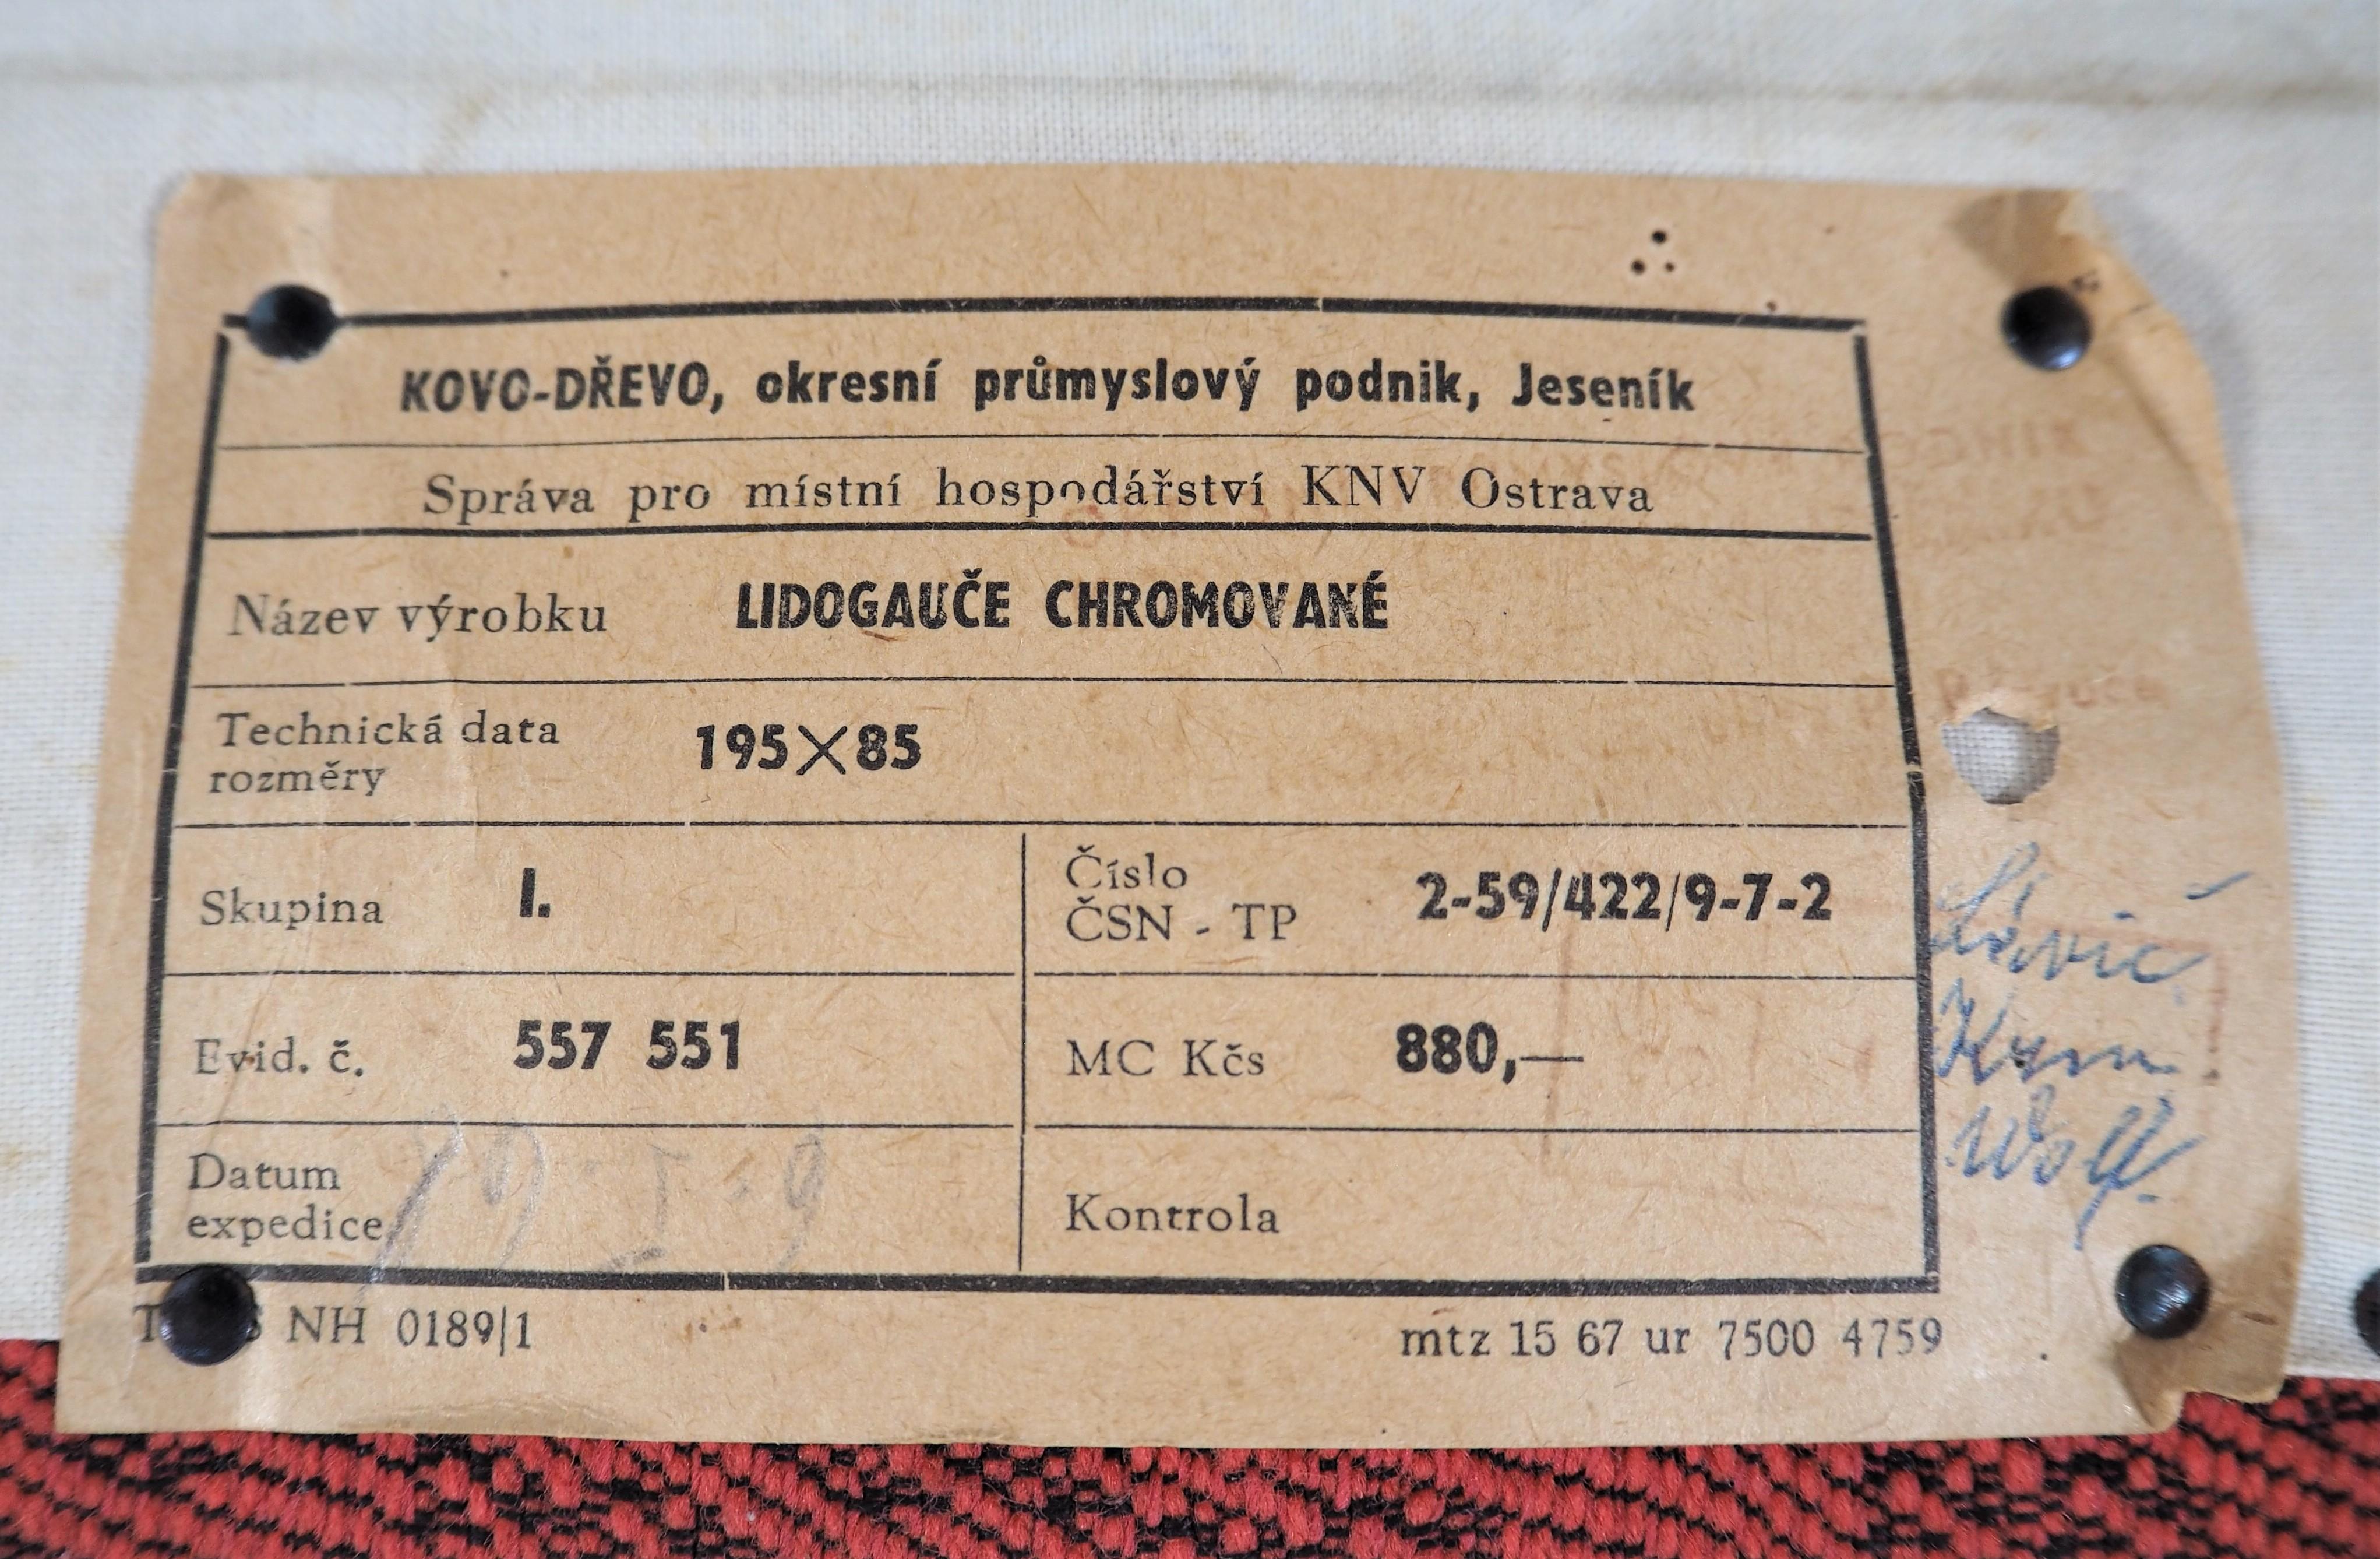 KOVO-DŘEVO, okresní průmyslový podnik, Jeseník
Správa pro místní hospodářství KNV Ostrava
Název výrobku LIDOGAUČE CHROMOVANÉ
Technická data
rozměry 195×85
Skupina I.
Číslo
ČSN - TP 2-59/422/9-7-2
Evid. č. 557 551
MC Kčs 880,—
Datum
expedice
Kontrola
Wolf.
NH 0189/1
mtz 15 67 ur 7500 4759